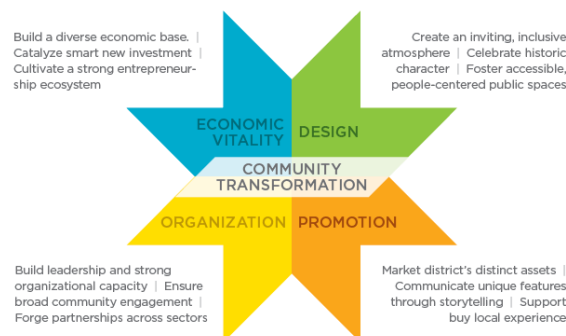 Build a diverse economic base. |
Catalyze smart new investment |
Cultivate a strong entrepreneur-
ship ecosystem
Create an inviting, inclusive
atmosphere | Celebrate historic
character | Foster accessible,
people-centered public spaces
ECONOMIC
VITALITY
DESIGN
COMMUNITY
TRANSFORMATION
ORGANIZATION
PROMOTION
Build leadership and strong
organizational capacity | Ensure
broad community engagement |
Forge partnerships across sectors
Market district's distinct assets |
Communicate unique features
through storytelling | Support
buy local experience